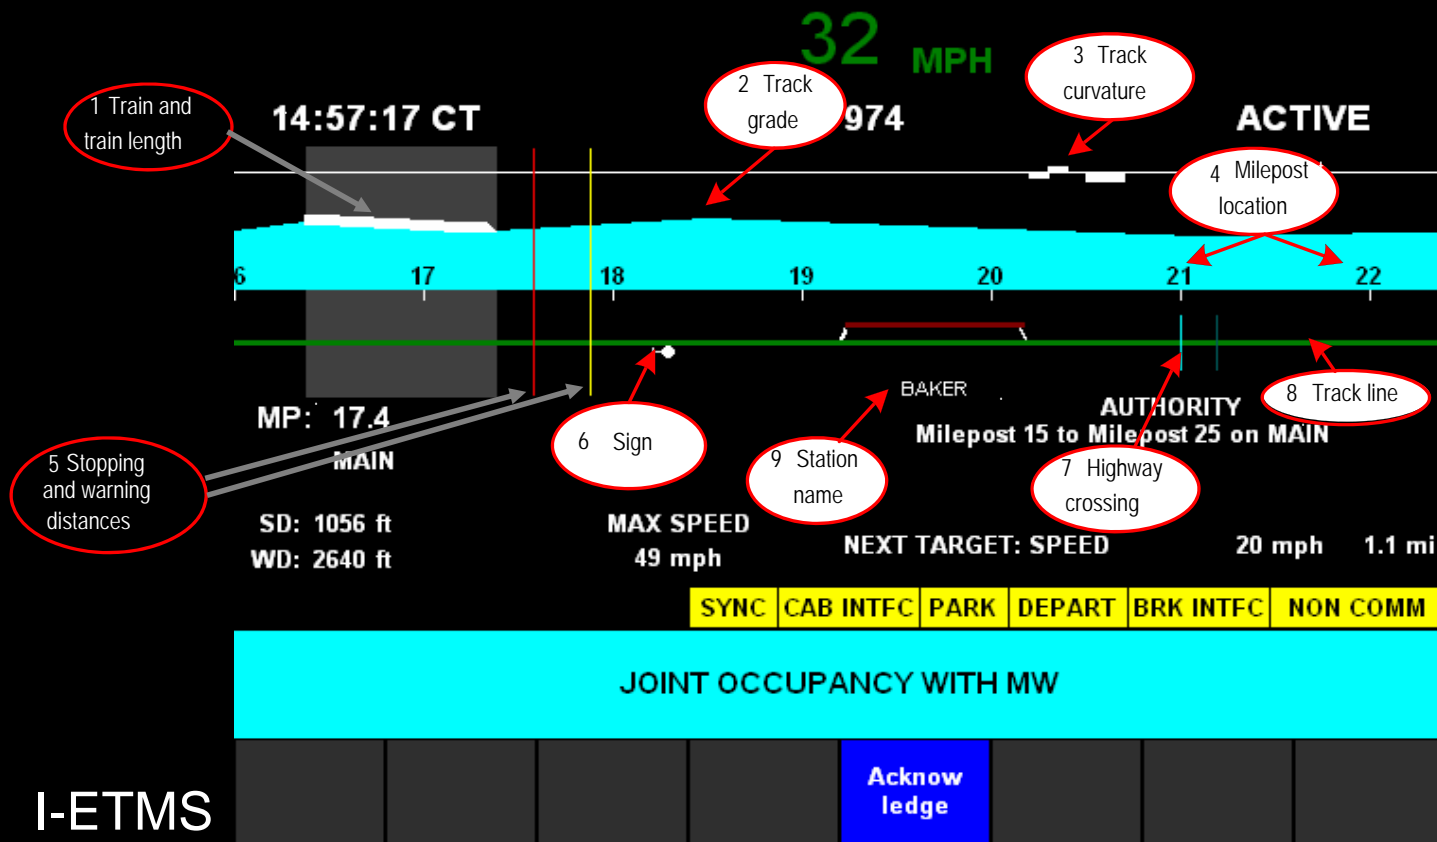 32 MPH
3 Track
curvature
2 Track
grade
1 Train and
train length
14:57:17 CT
974
ACTIVE
4 Milepost
location
6 17 18 19 20 21 22
BAKER
8 Track line
MP: 17.4
MAIN
AUTHORITY
Milepost 15 to Milepost 25 on MAIN
6 Sign
5 Stopping
and warning
distances
9 Station
name
7 Highway
crossing
SD: 1056 ft
WD: 2640 ft
MAX SPEED
49 mph
NEXT TARGET: SPEED 20 mph 1.1 mi
SYNC CAB INTFC PARK DEPART BRK INTFC NON COMM
JOINT OCCUPANCY WITH MW
Acknow
ledge
I-ETMS